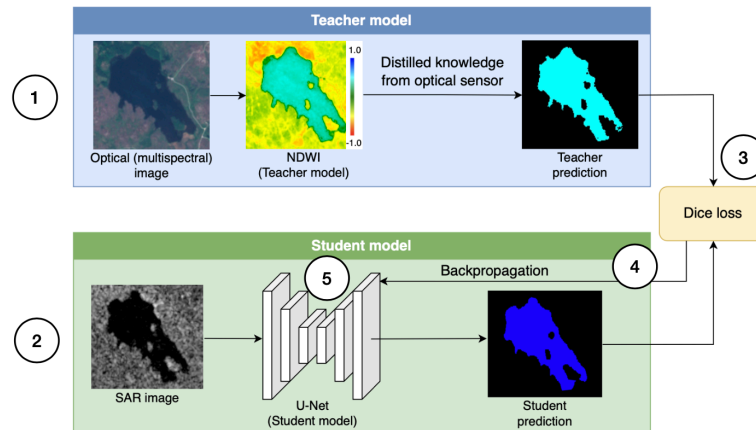 Teacher model
1
Optical (multispectral)
image
1.0
-1.0
NDWI
(Teacher model)
Distilled knowledge
from optical sensor
Teacher
prediction
3
Dice loss
Student model
2
SAR image
5
U-Net
(Student model)
Backpropagation
4
Student
prediction